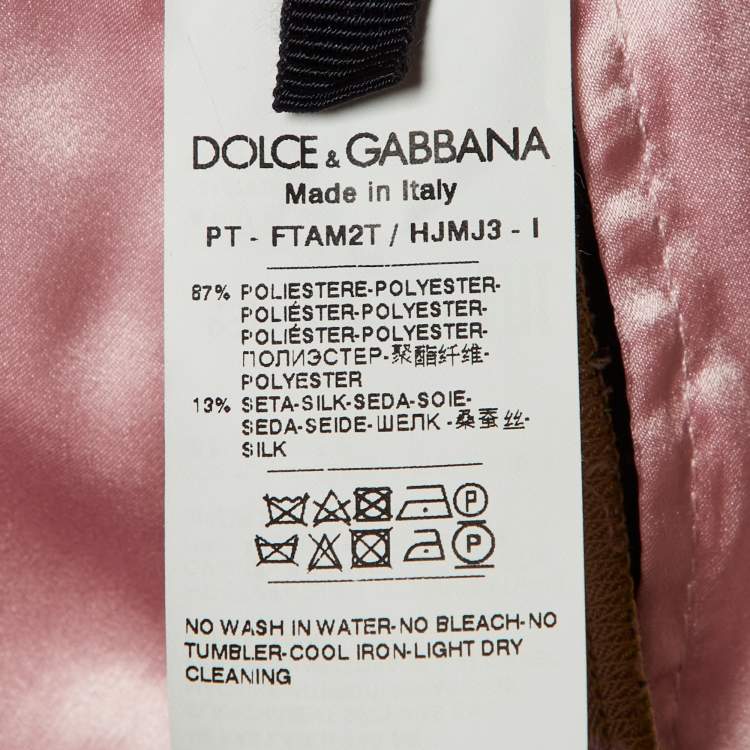 DOLCE & GABBANA
Made in Italy
PT - FTAM2T / HJMJ3 - I
87% POLIESTERE-POLYESTER-
POLIÉSTER-POLYESTER-
POLIÉSTER-POLYESTER-
ПОЛИЭСТЕР-聚酯纤维-
POLYESTER
13% SETA-SILK-SEDA-SOIE-
SEDA-SEIDE-ШЕЛК -桑蚕丝-
SILK
P
P
NO WASH IN WATER-NO BLEACH-NO
TUMBLER-COOL IRON-LIGHT DRY
CLEANING